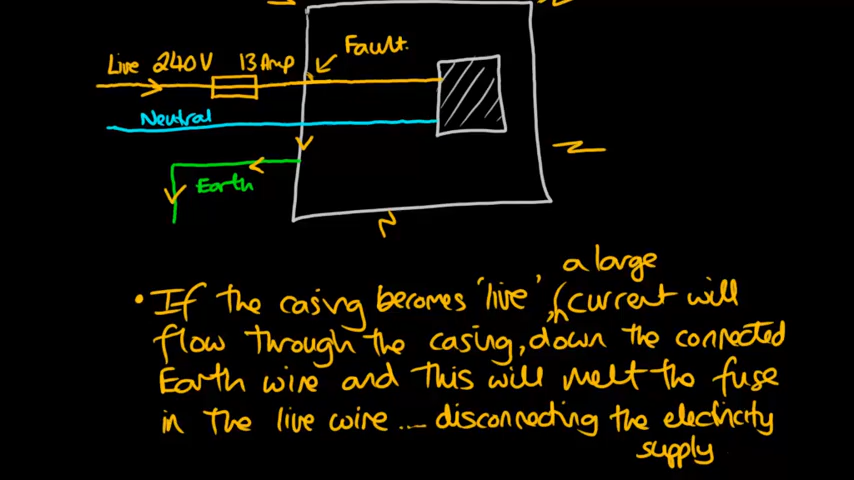 Fault.
Live 240V 13 Amp
Neutral
Earth
a large
• If the casing becomes 'live', current will
flow through the casing, down the connected
Earth wire and this will melt the fuse
in the live wire.... disconnecting the electricity
supply